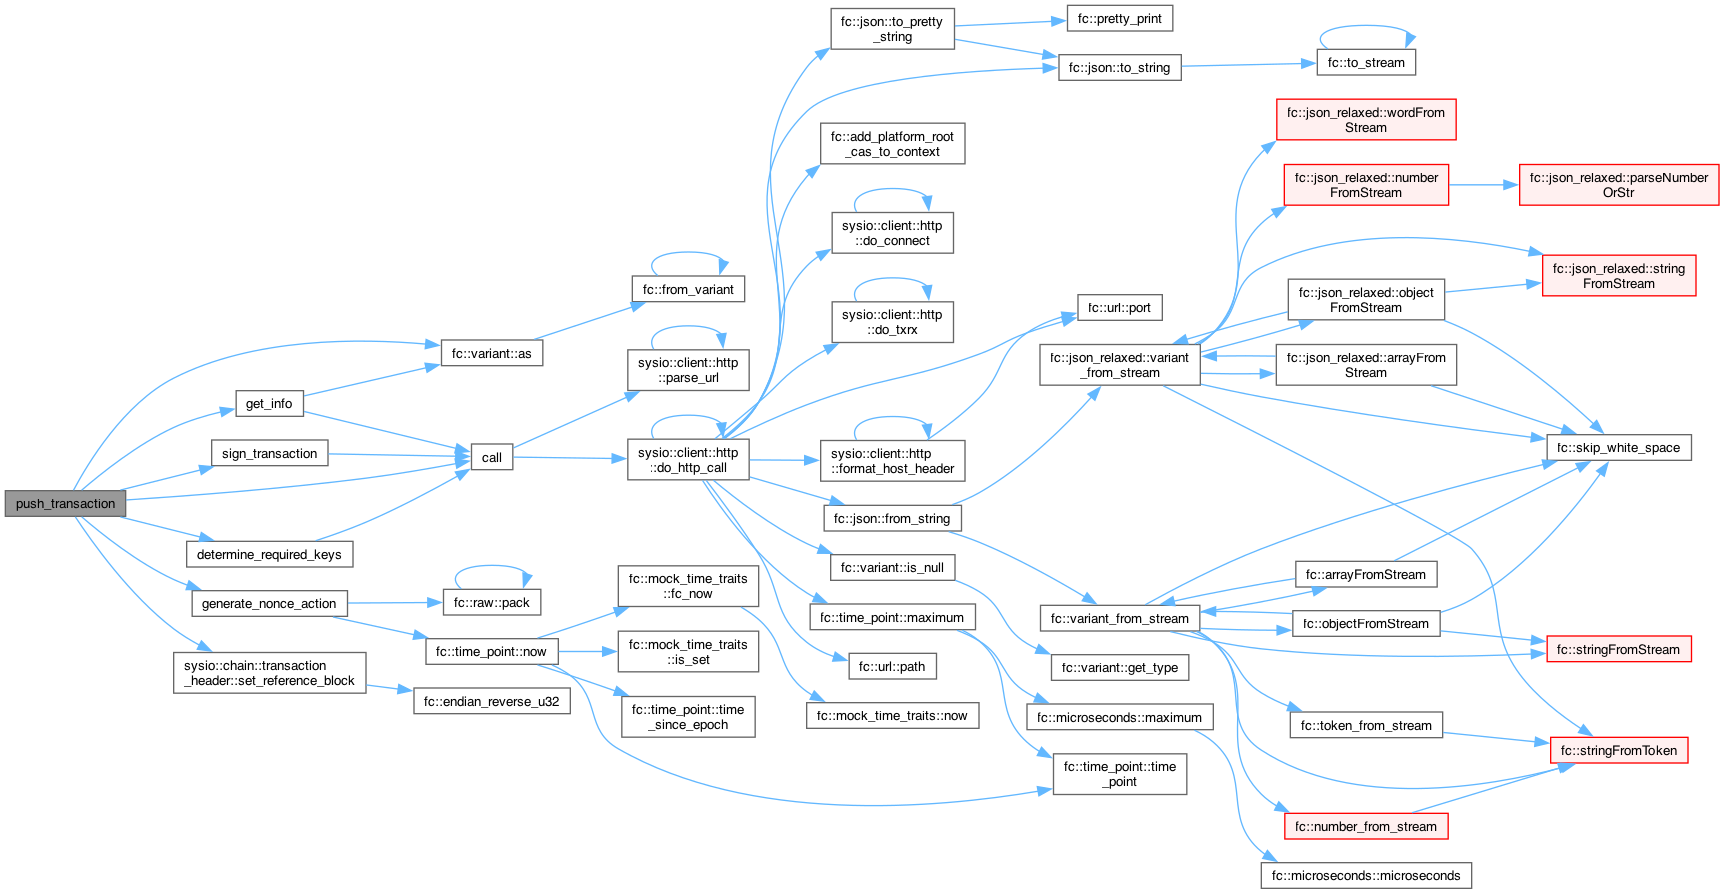 push_transaction
get_info
sign_transaction
determine_required_keys
generate_nonce_action
sysio::chain::transaction
_header::set_reference_block
fc::variant::as
call
fc::raw::pack
fc::time_point::now
fc::endian_reverse_u32
fc::from_variant
sysio::client::http
::parse_url
sysio::client::http
::do_http_call
fc::mock_time_traits
::fc_now
fc::mock_time_traits
::is_set
fc::time_point::time
_since_epoch
fc::json::to_pretty
_string
fc::add_platform_root
_cas_to_context
sysio::client::http
::do_connect
sysio::client::http
::do_txrx
sysio::client::http
::format_host_header
fc::json::from_string
fc::variant::is_null
fc::time_point::maximum
fc::url::path
fc::mock_time_traits::now
fc::pretty_print
fc::json::to_string
fc::url::port
fc::json_relaxed::variant
_from_stream
fc::variant_from_stream
fc::variant::get_type
fc::microseconds::maximum
fc::time_point::time
_point
fc::to_stream
fc::json_relaxed::wordFrom
Stream
fc::json_relaxed::number
FromStream
fc::json_relaxed::object
FromStream
fc::json_relaxed::arrayFrom
Stream
fc::arrayFromStream
fc::objectFromStream
fc::token_from_stream
fc::number_from_stream
fc::microseconds::microseconds
fc::json_relaxed::parseNumber
OrStr
fc::json_relaxed::string
FromStream
fc::skip_white_space
fc::stringFromStream
fc::stringFromToken